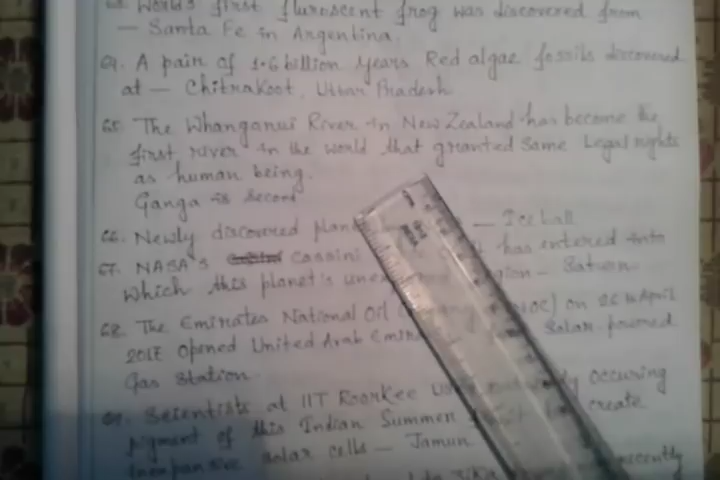 World's first fluroscent frog was discovered from
— Santa Fe in Argentina.
A pair of 1.6 billion years Red algae fossils discovered
at — Chitrakoot, Uttar Pradesh
65. The Whanganui River in New Zealand has become the
first river in the world that granted same Legal rights
as human being.
Ganga is second
66. Newly discovered — Ice ball
67. NASA's Cassini has entered into
which this planet's — Saturn
68. The Emirates National Oil on 26th April
opened United Arab Solar powered
Gas Station
Scientists at IIT Roorkee occuring
pigment of this Indian Summer create
inexpensive solar cells — Jamun
recently